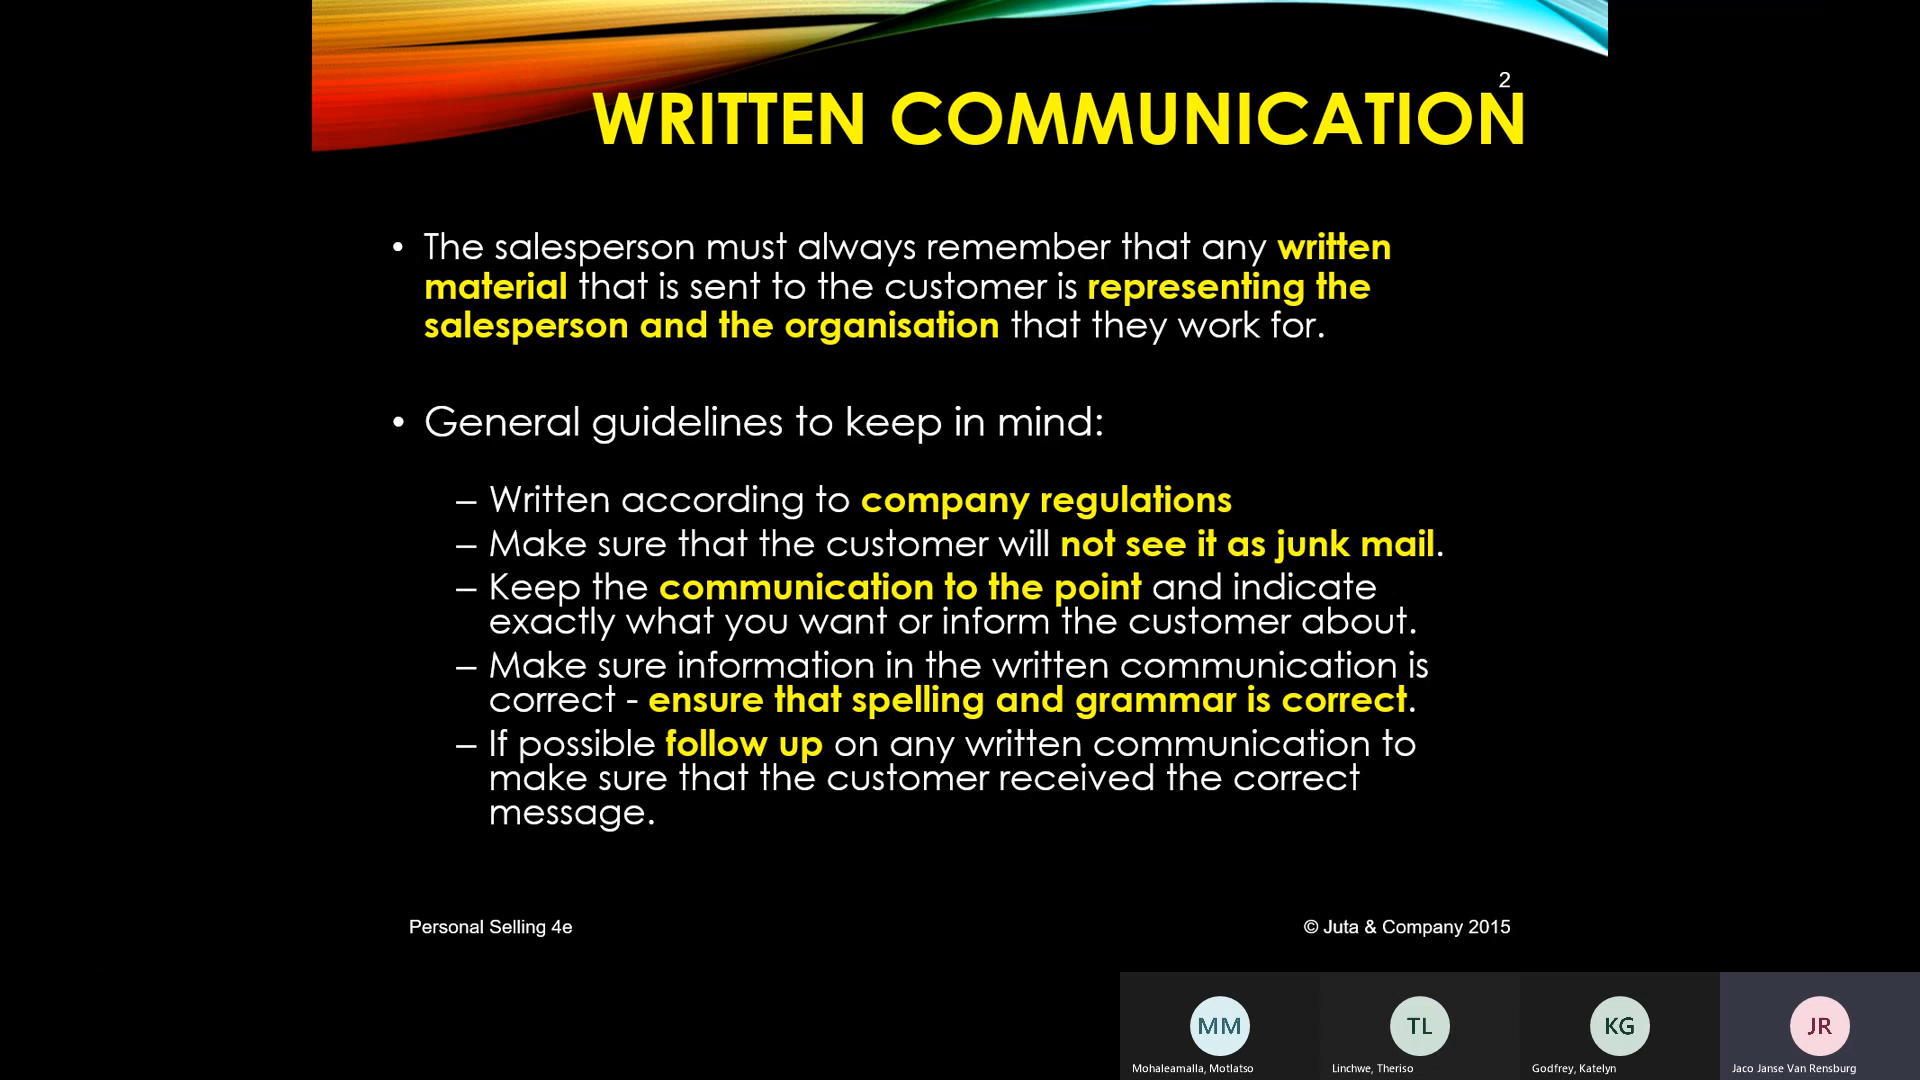 2
WRITTEN COMMUNICATION
• The salesperson must always remember that any written
material that is sent to the customer is representing the
salesperson and the organisation that they work for.
• General guidelines to keep in mind:
– Written according to company regulations
– Make sure that the customer will not see it as junk mail.
– Keep the communication to the point and indicate
exactly what you want or inform the customer about.
– Make sure information in the written communication is
correct - ensure that spelling and grammar is correct.
– If possible follow up on any written communication to
make sure that the customer received the correct
message.
Personal Selling 4e
© Juta & Company 2015
MM
TL
KG
JR
Mohaleamalla, Motlatso
Linchwe, Theriso
Godfrey, Katelyn
Jaco Janse Van Rensburg